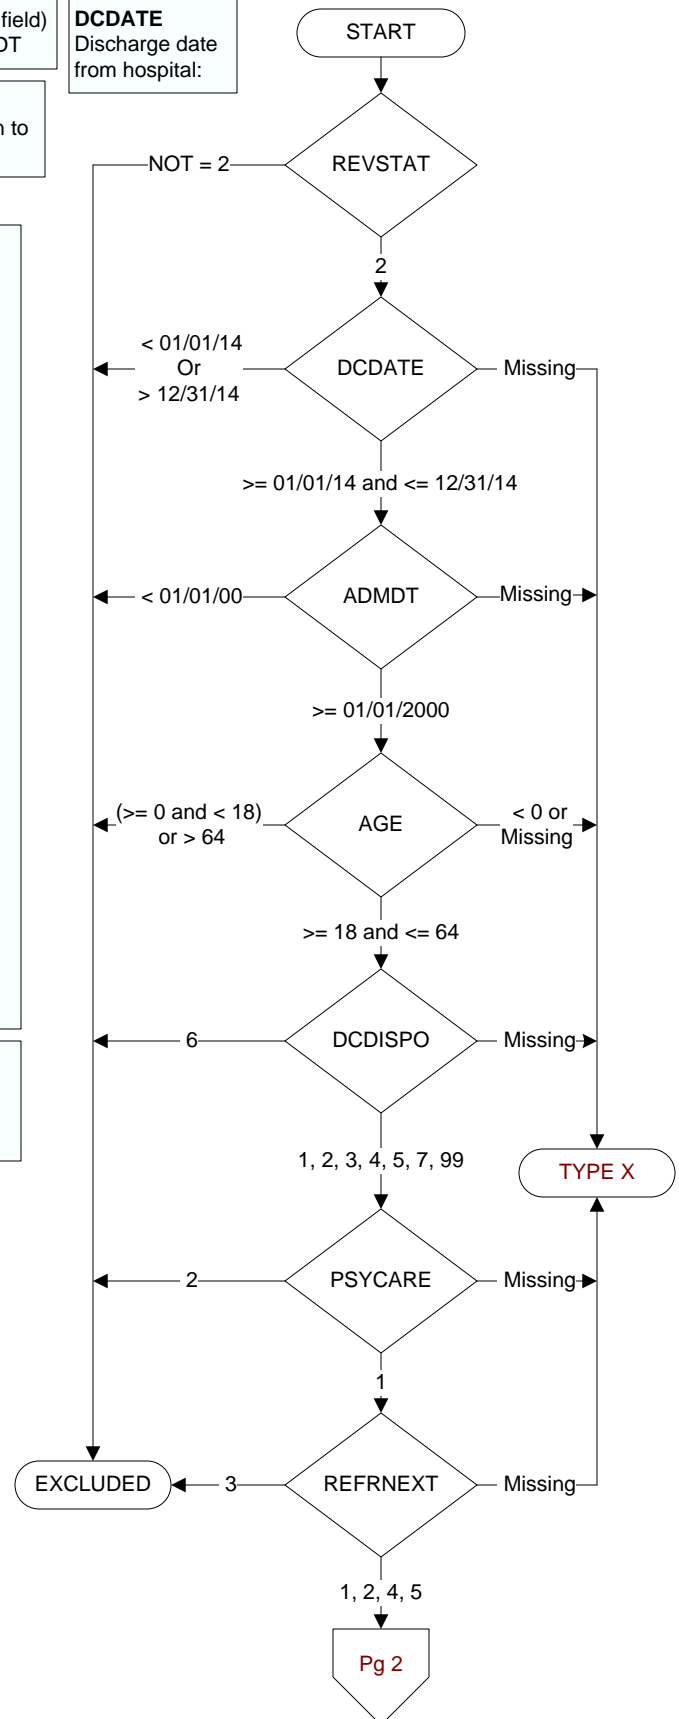 field)
DT
DCDATE
Discharge date
from hospital:
n to
START
NOT = 2
REVSTAT
2
< 01/01/14
Or
> 12/31/14
DCDATE
Missing
>= 01/01/14 and <= 12/31/14
< 01/01/00
ADMDT
Missing
>= 01/01/2000
(>= 0 and < 18)
or > 64
AGE
< 0 or
Missing
>= 18 and <= 64
6
DCDISPO
Missing
1, 2, 3, 4, 5, 7, 99
TYPE X
2
PSYCARE
Missing
1
EXCLUDED
3
REFRNEXT
Missing
1, 2, 4, 5
Pg 2